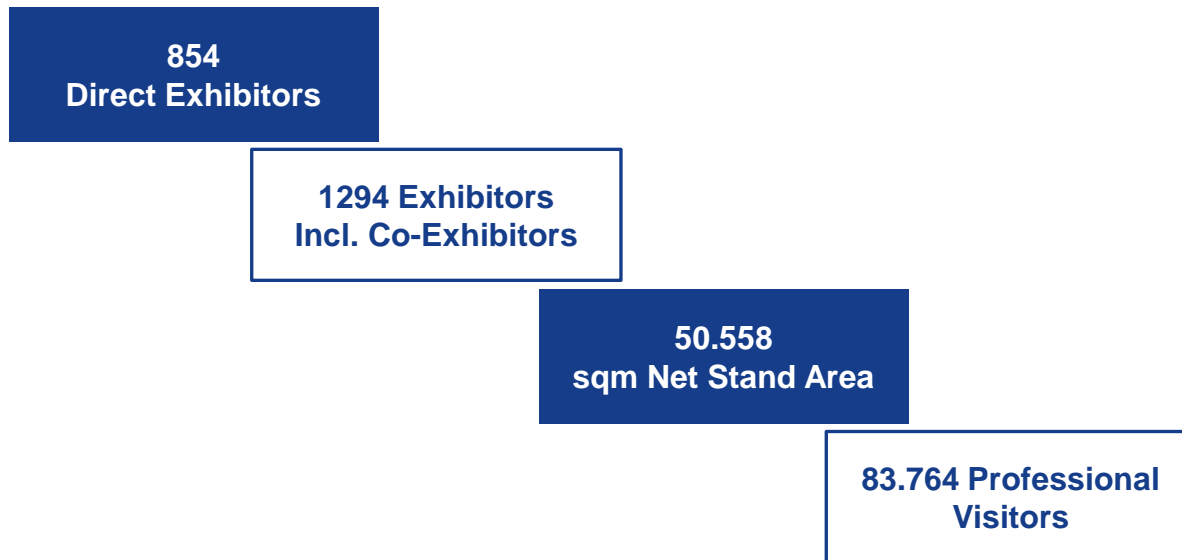 854
Direct Exhibitors
1294 Exhibitors
Incl. Co-Exhibitors
50.558
sqm Net Stand Area
83.764 Professional
Visitors